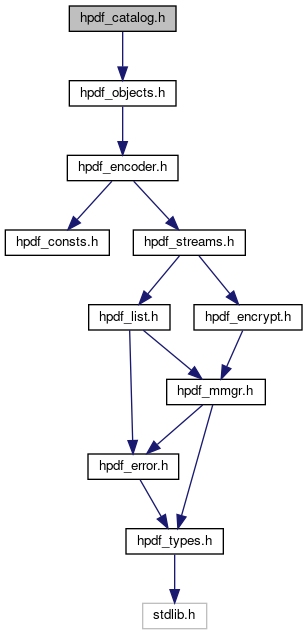 hpdf_catalog.h
hpdf_objects.h
hpdf_encoder.h
hpdf_consts.h
hpdf_streams.h
hpdf_list.h
hpdf_encrypt.h
hpdf_mmgr.h
hpdf_error.h
hpdf_types.h
stdlib.h